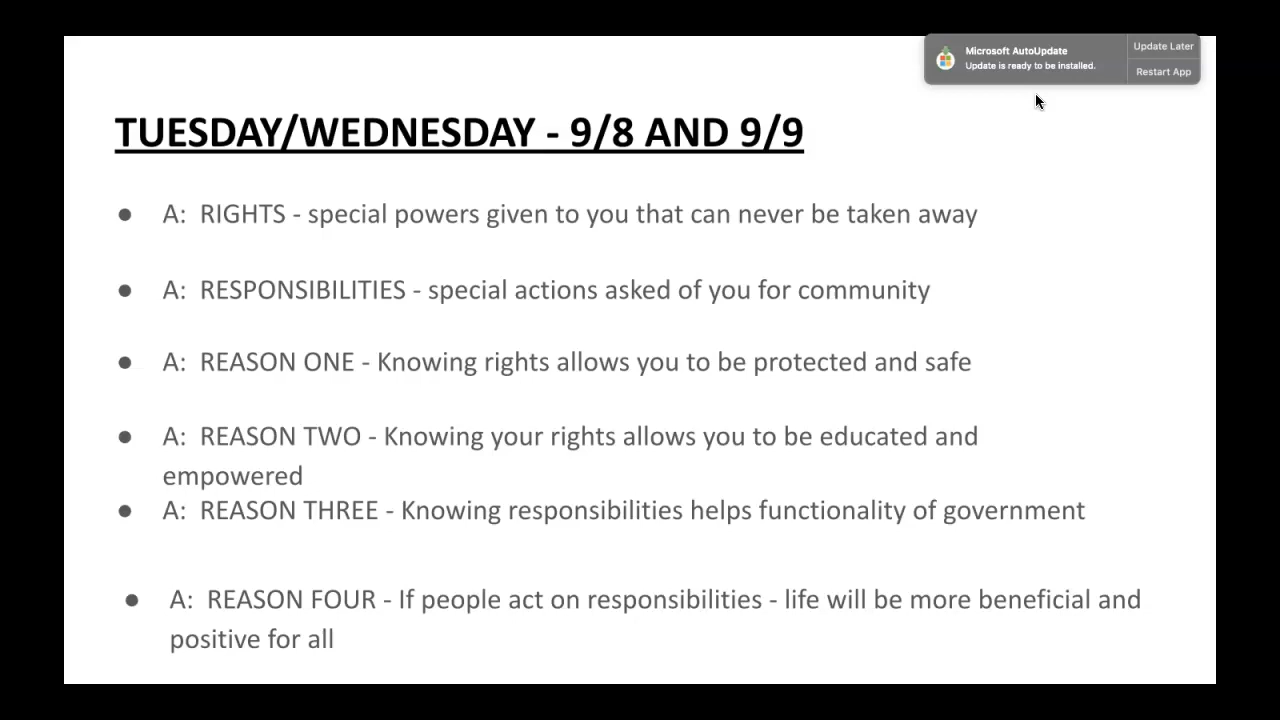 Microsoft AutoUpdate
Update is ready to be installed.
Update Later
Restart App
TUESDAY/WEDNESDAY - 9/8 AND 9/9
● A: RIGHTS - special powers given to you that can never be taken away
● A: RESPONSIBILITIES - special actions asked of you for community
● A: REASON ONE - Knowing rights allows you to be protected and safe
● A: REASON TWO - Knowing your rights allows you to be educated and
empowered
● A: REASON THREE - Knowing responsibilities helps functionality of government
● A: REASON FOUR - If people act on responsibilities - life will be more beneficial and
positive for all